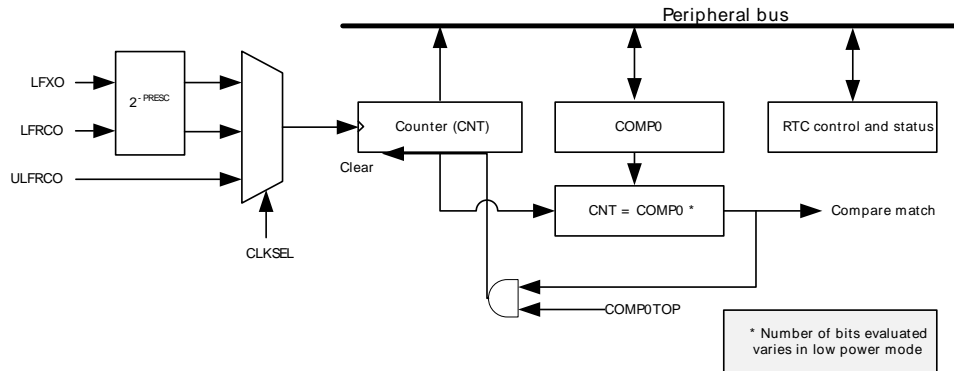 Peripheral bus
LFXO
2-PRESC
LFRCO
Counter (CNT)
COMP0
RTC control and status
Clear
ULFRCO
CNT = COMP0 *
Compare match
CLKSEL
COMP0TOP
* Number of bits evaluated
varies in low power mode